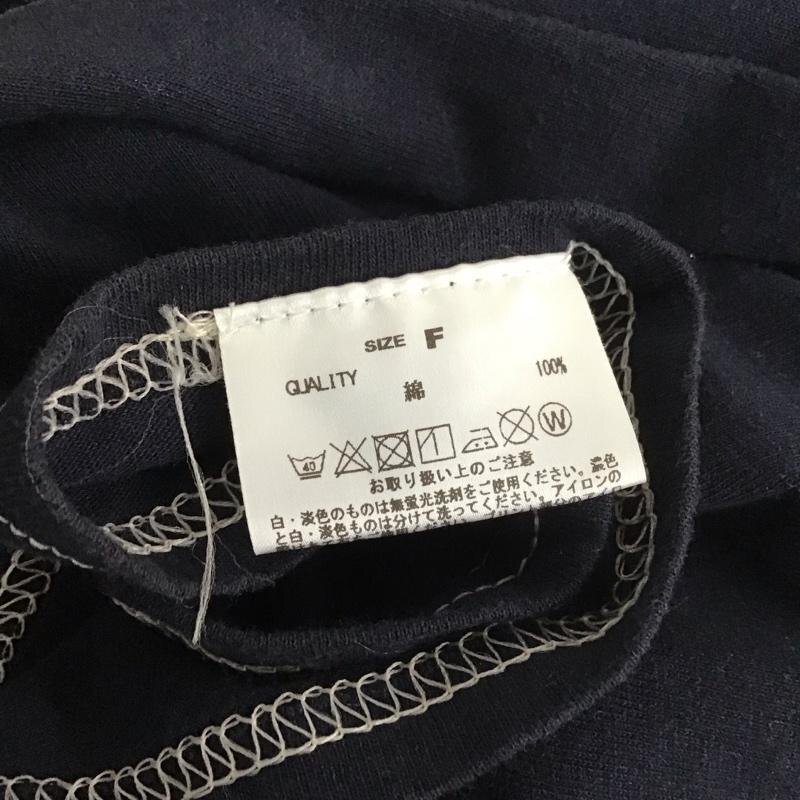 SIZE F
QUALITY 綿 100%
40 W
お取り扱い上のご注意
白・淡色のものは無蛍光洗剤をご使用ください。濃色
と白・淡色ものは分けて洗ってください。アイロンの